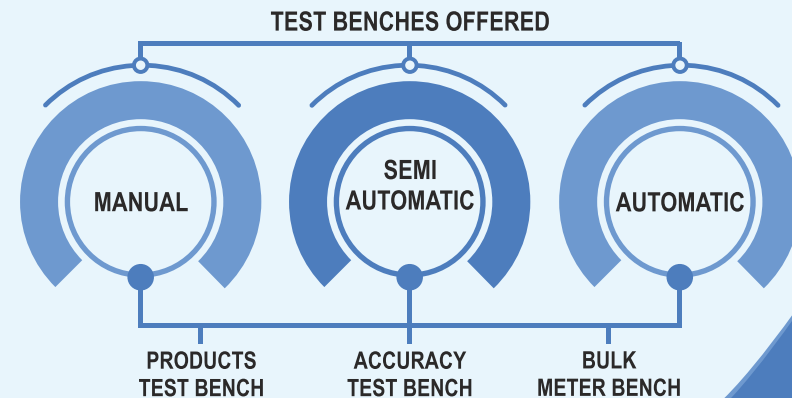 TEST BENCHES OFFERED
MANUAL
SEMI
AUTOMATIC
AUTOMATIC
PRODUCTS
TEST BENCH
ACCURACY
TEST BENCH
BULK
METER BENCH